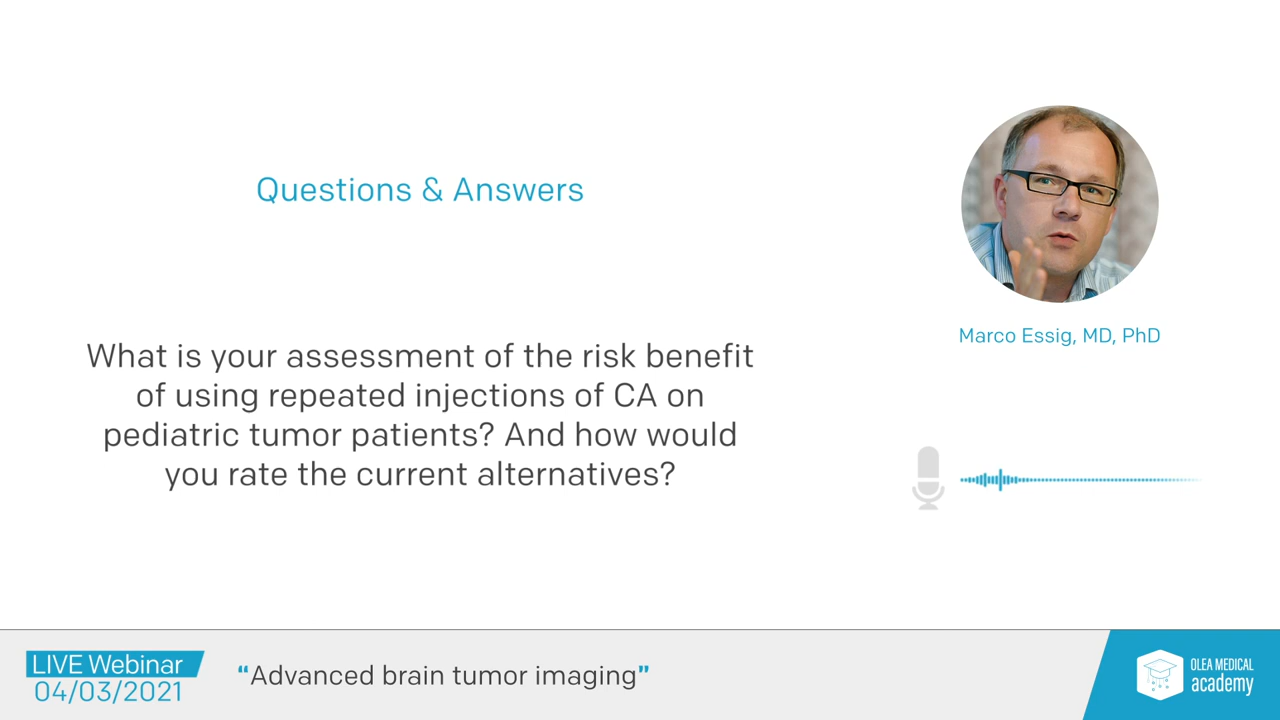 Questions & Answers
What is your assessment of the risk benefit
of using repeated injections of CA on
pediatric tumor patients? And how would
you rate the current alternatives?
Marco Essig, MD, PhD
LIVE Webinar
04/03/2021
“Advanced brain tumor imaging”
OLEA MEDICAL
academy